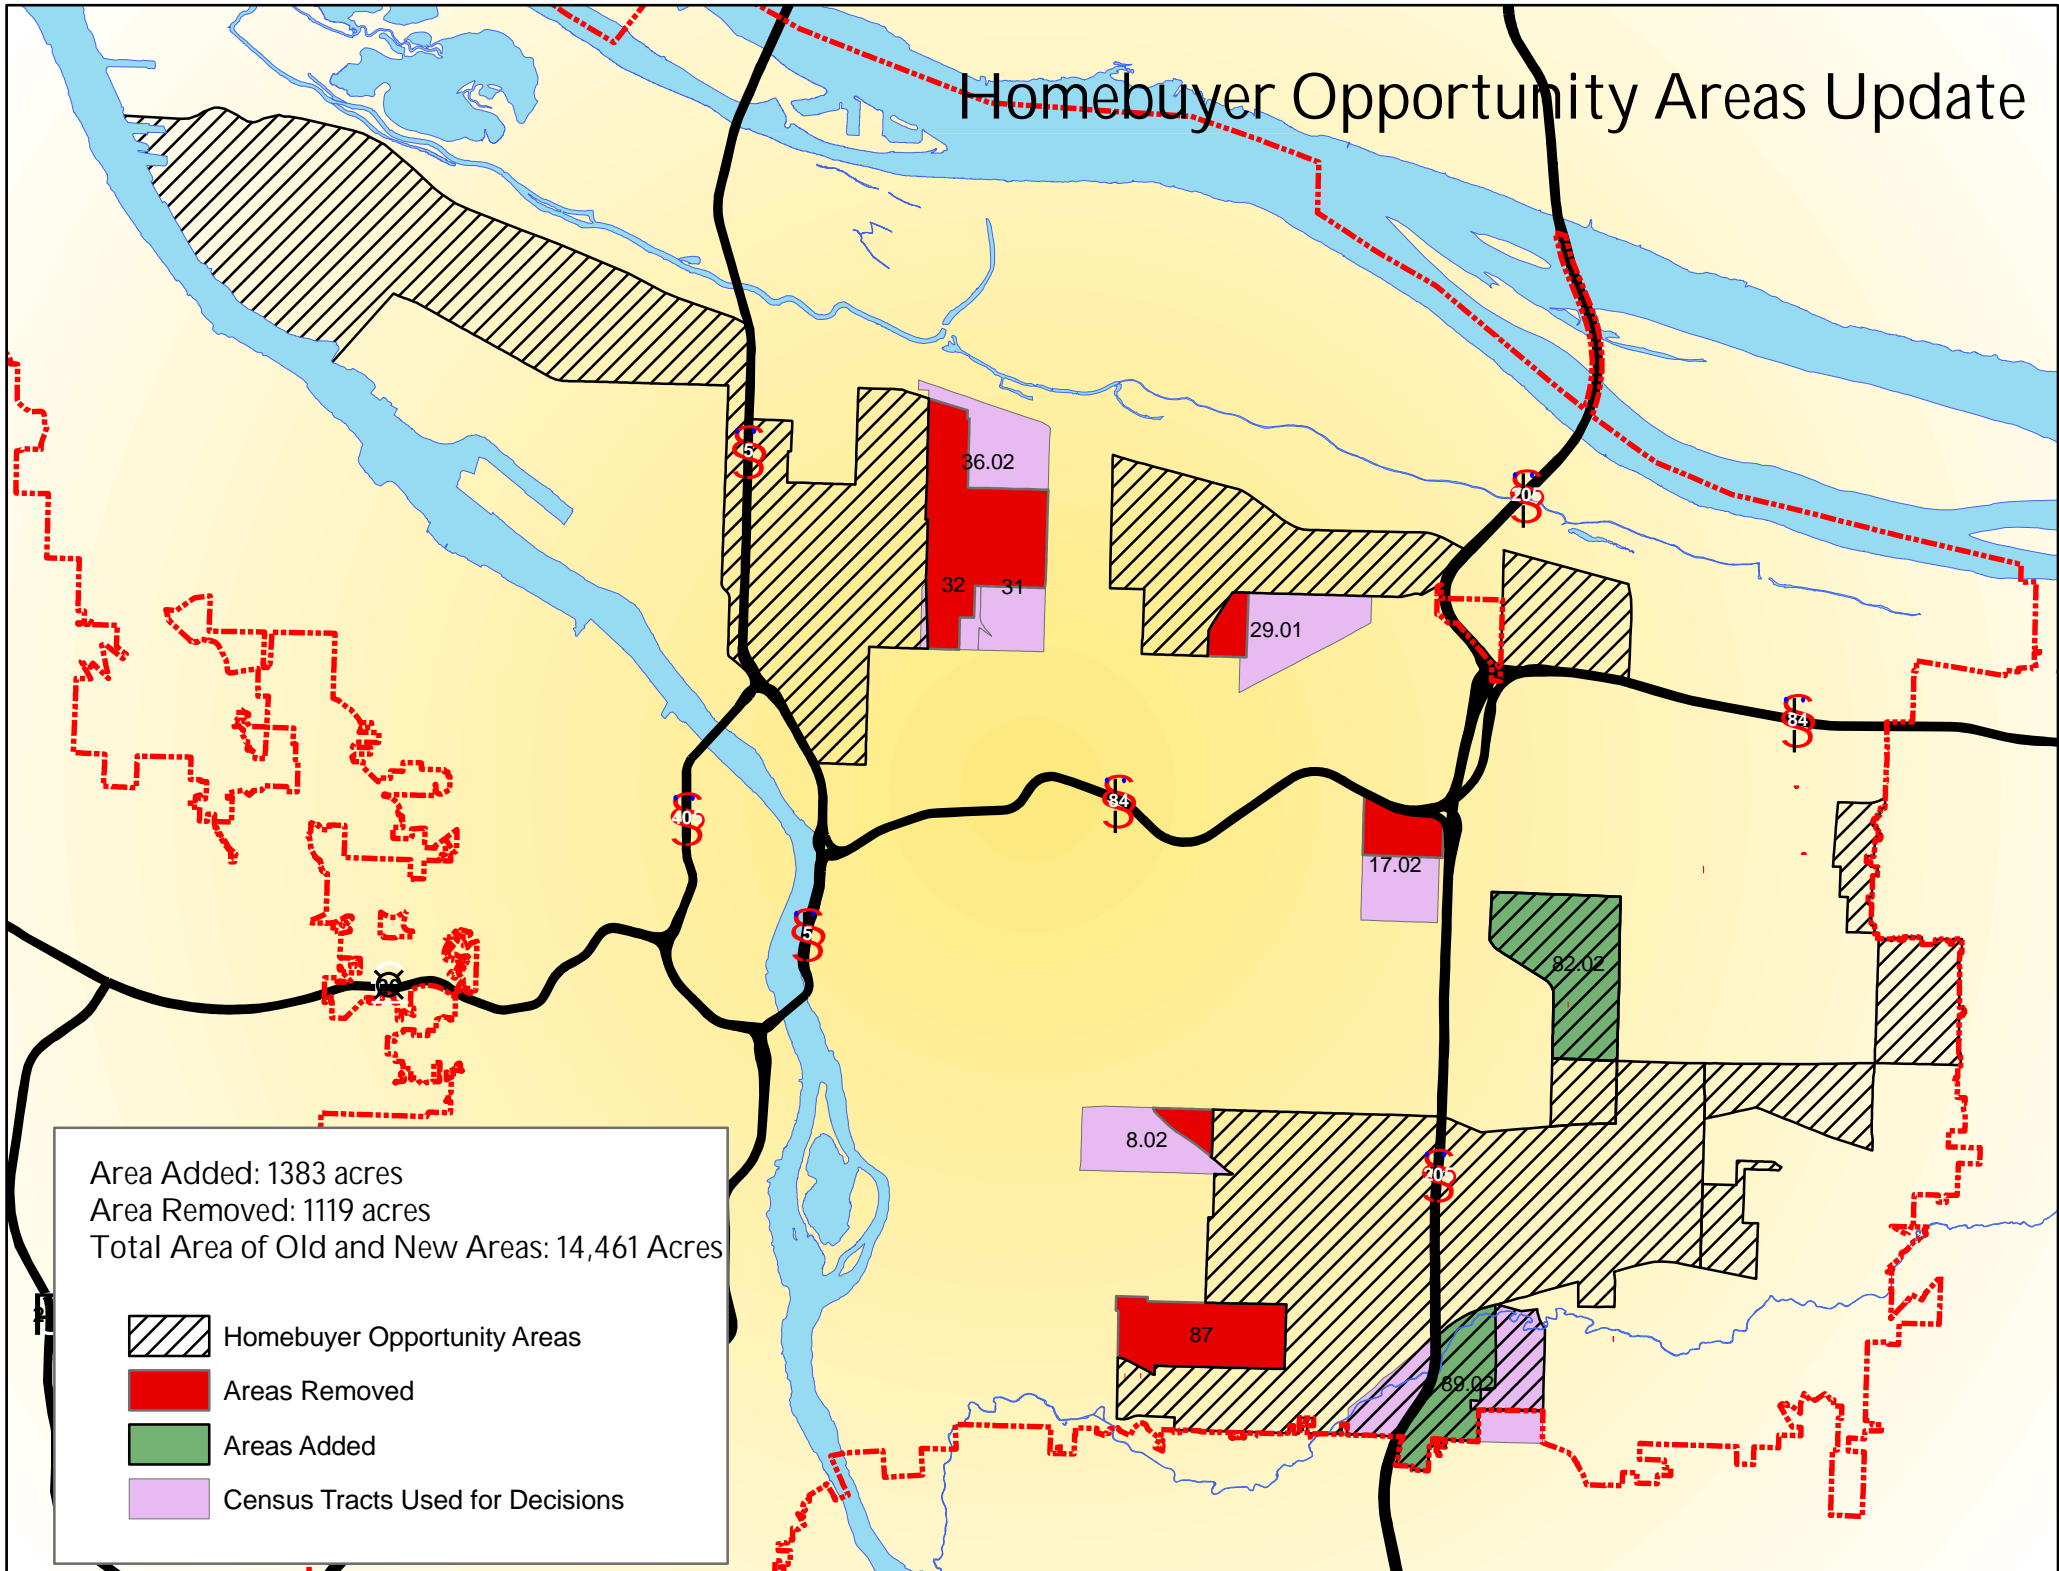 Homebuyer Opportunity Areas Update
5
36.02
205
32
31
29.01
84
84
405
17.02
5
82.02
8.02
205
87
89.02
Area Added: 1383 acres
Area Removed: 1119 acres
Total Area of Old and New Areas: 14,461 Acres
Homebuyer Opportunity Areas
Areas Removed
Areas Added
Census Tracts Used for Decisions